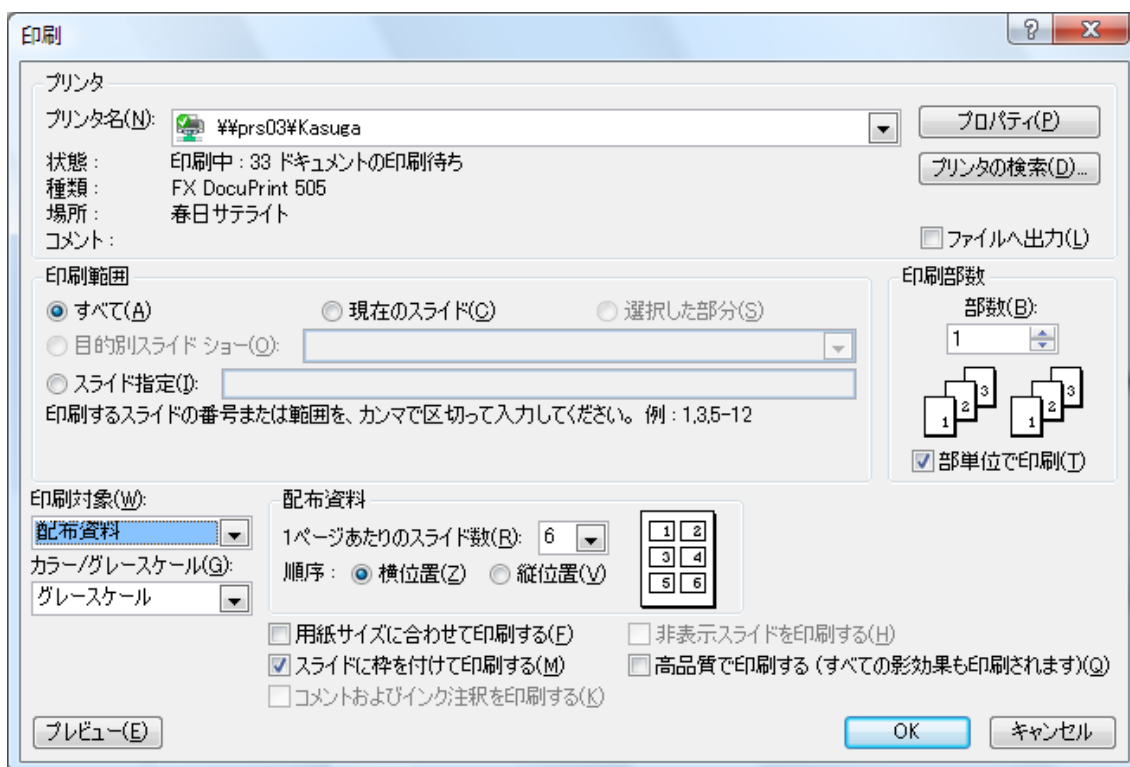 印刷
プリンタ
プリンタ名(N): ¥¥prs03¥Kasuga プロパティ(P)
状態: 印刷中:33 ドキュメントの印刷待ち プリンタの検索(D)...
種類: FX DocuPrint 505
場所: 春日サテライト
コメント: ファイルへ出力(L)
印刷範囲 印刷部数
すべて(A) 現在のスライド(C) 選択した部分(S) 部数(B):
目的別スライド ショー(O): 1
スライド指定(I):
印刷するスライドの番号または範囲を、カンマで区切って入力してください。例:1,3,5-12
1 2 3 1 2 3
部単位で印刷(T)
印刷対象(W): 配布資料
配布資料 1ページあたりのスライド数(R): 6
カラー/グレースケール(G): 順序: 横位置(Z) 縦位置(V)
グレースケール
1 2
3 4
5 6
用紙サイズに合わせて印刷する(F) 非表示スライドを印刷する(H)
スライドに枠を付けて印刷する(M) 高品質で印刷する (すべての影効果も印刷されます)(Q)
コメントおよびインク注釈を印刷する(K)
プレビュー(E) OK キャンセル